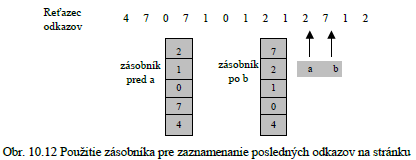 Reťazec
odkazov
4 7 0 7 1 0 1 2 1 2 7 1 2
zásobník
pred a
2
1
0
7
4
zásobník
po b
7
2
1
0
4
a b
Obr. 10.12 Použitie zásobníka pre zaznamenanie posledných odkazov na stránku